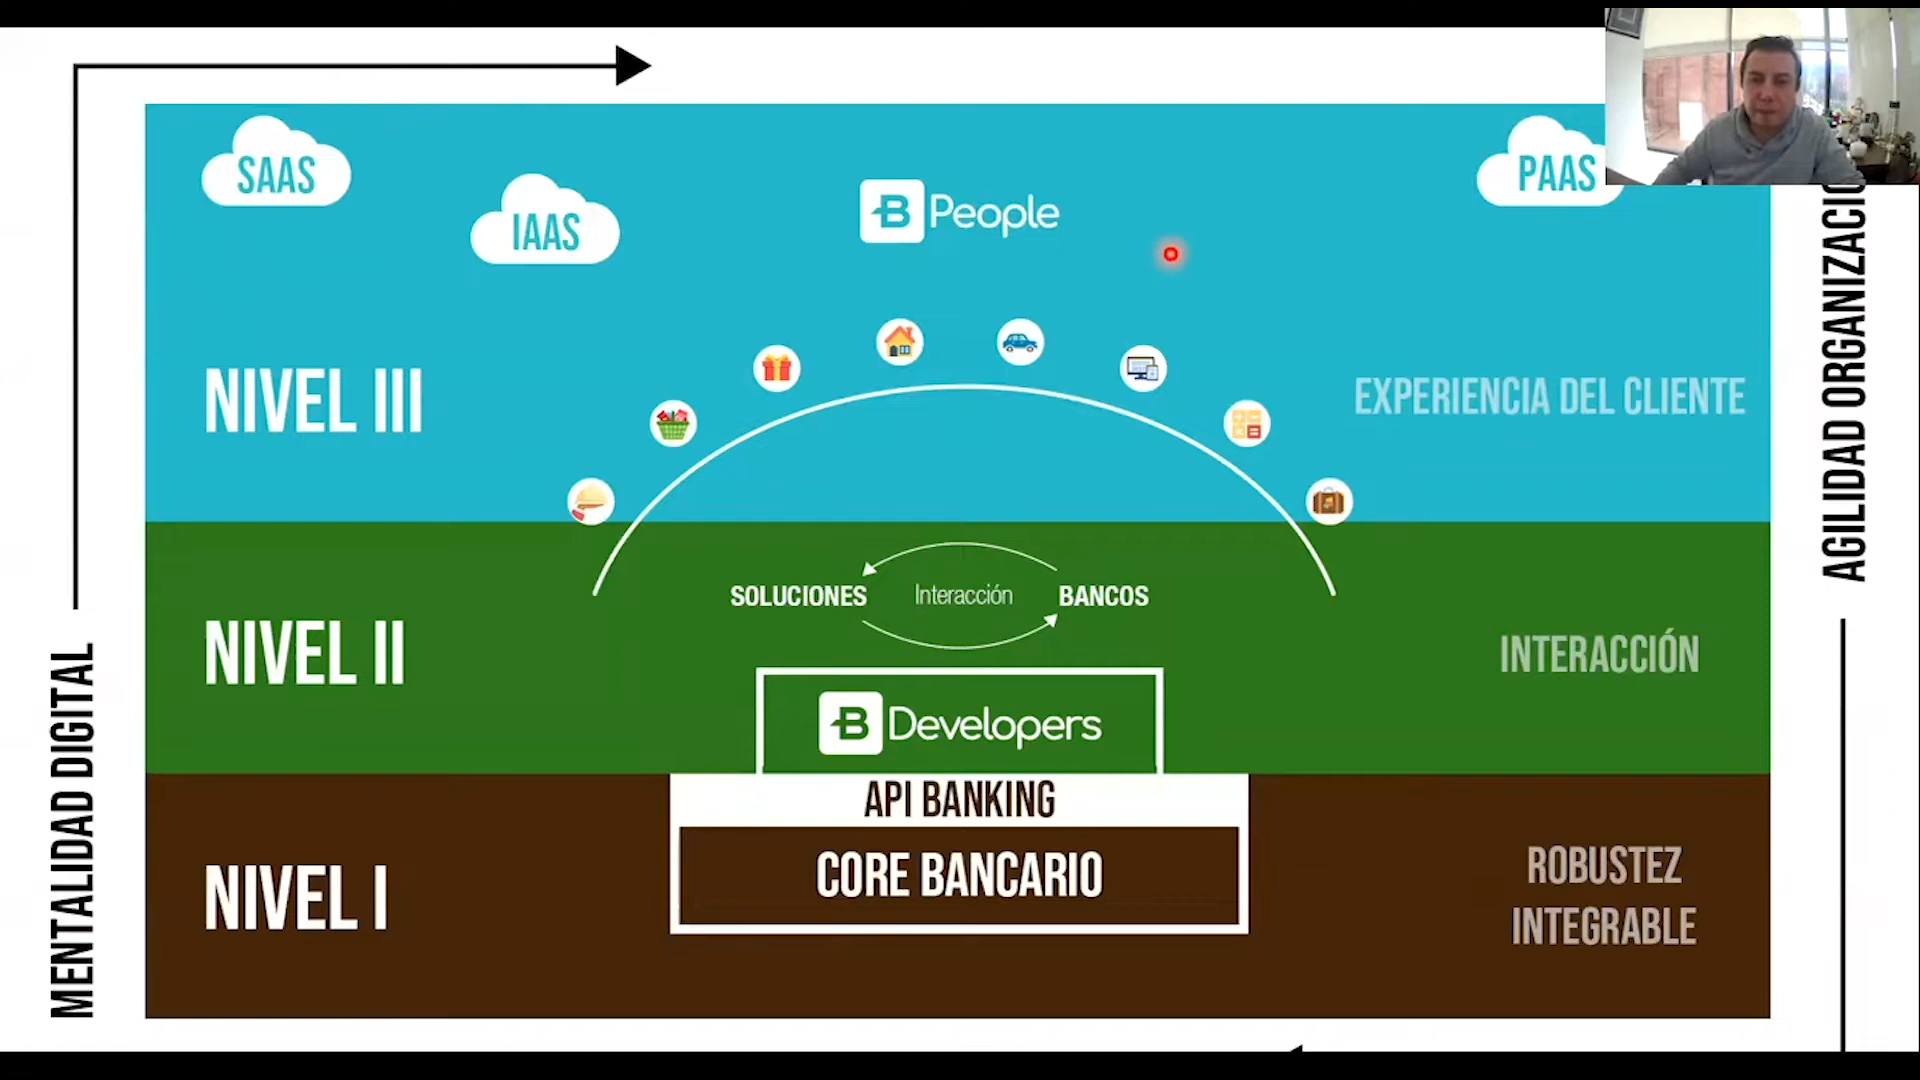 SAAS
IAAS
B People
PAAS
NIVEL III
EXPERIENCIA DEL CLIENTE
SOLUCIONES Interacción BANCOS
NIVEL II
INTERACCIÓN
B Developers
API BANKING
CORE BANCARIO
NIVEL I
ROBUSTEZ
INTEGRABLE
MENTALIDAD DIGITAL
AGILIDAD ORGANIZACIO